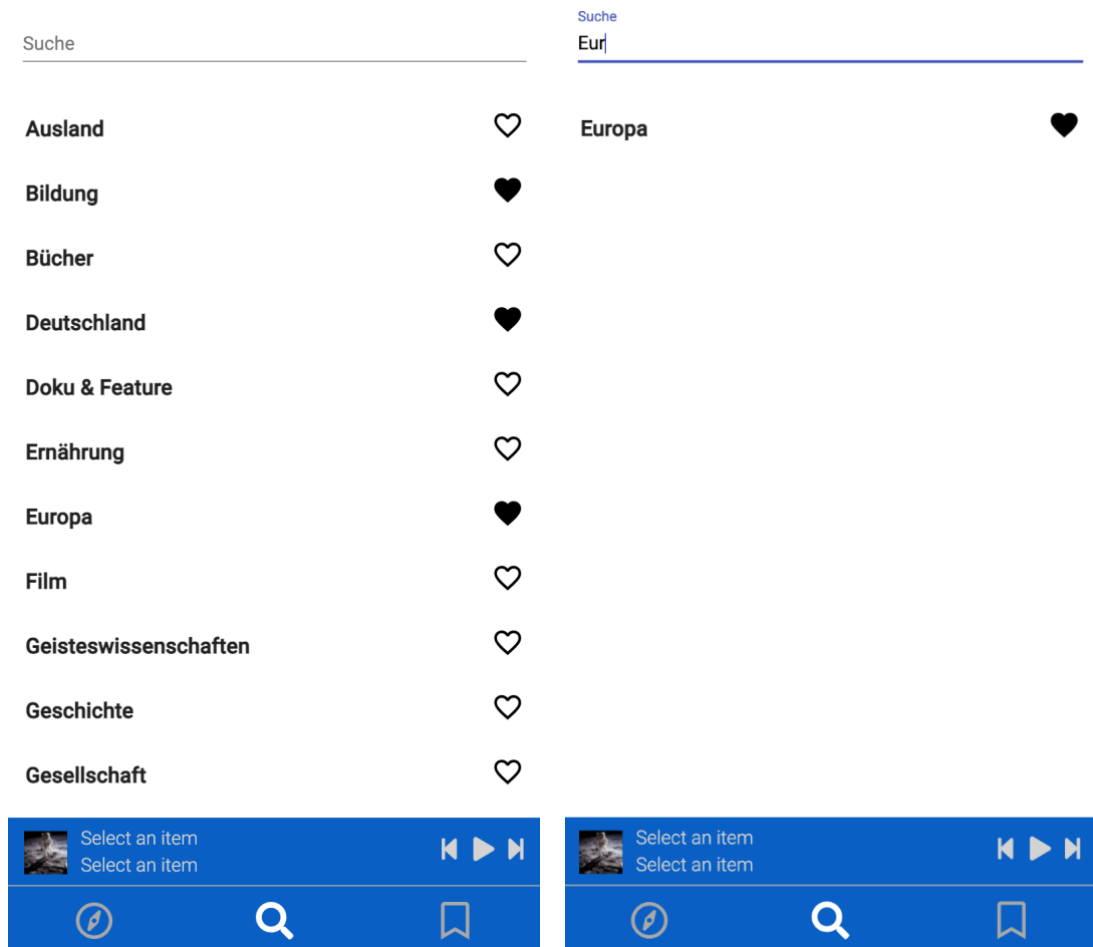 Suche
Ausland
Bildung
Bücher
Deutschland
Doku & Feature
Ernährung
Europa
Film
Geisteswissenschaften
Geschichte
Gesellschaft
Select an item
Select an item
Suche
Eur
Europa
Select an item
Select an item